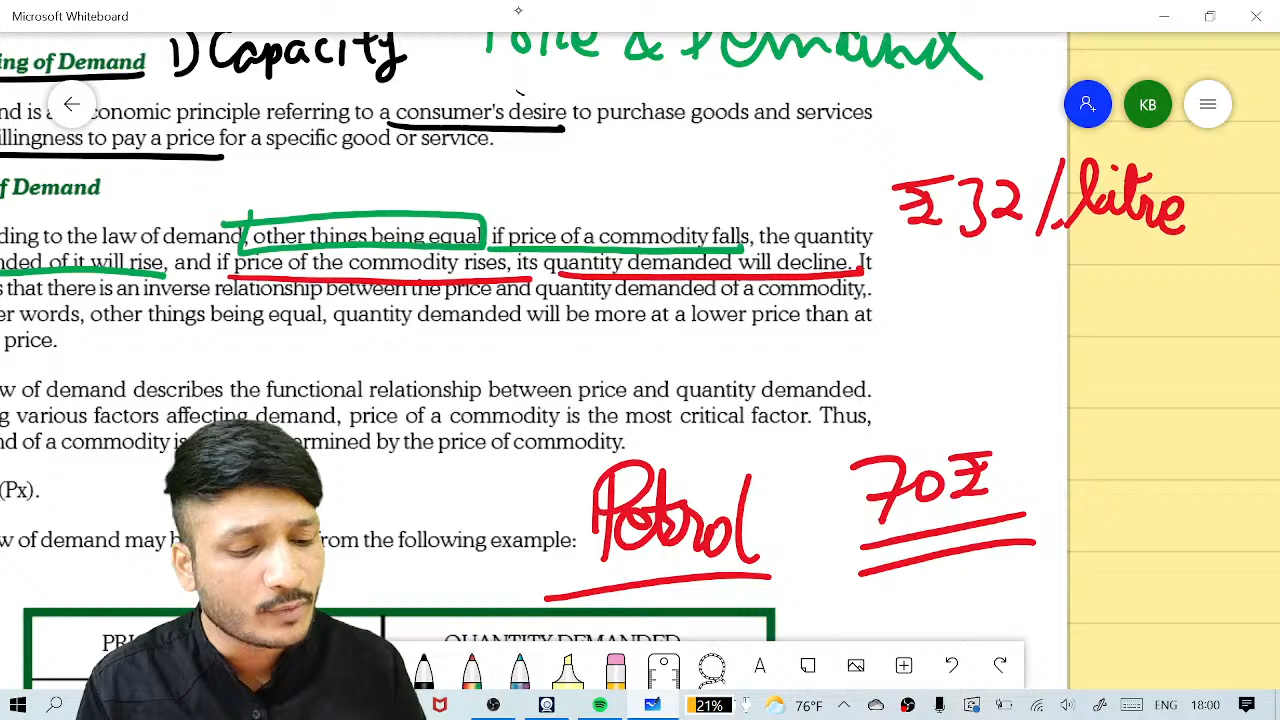 Microsoft Whiteboard
ing of Demand 1) Capacity & Demand
nd is a economic principle referring to a consumer's desire to purchase goods and services
illingness to pay a price for a specific good or service.
KB
of Demand
₹32/litre
ding to the law of demand, other things being equal if price of a commodity falls, the quantity
nded of it will rise, and if price of the commodity rises, its quantity demanded will decline. It
s that there is an inverse relationship between the price and quantity demanded of a commodity,.
er words, other things being equal, quantity demanded will be more at a lower price than at
price.
w of demand describes the functional relationship between price and quantity demanded.
g various factors affecting demand, price of a commodity is the most critical factor. Thus,
nd of a commodity is ermined by the price of commodity.
(Px).
Petrol 70₹
w of demand may b from the following example:
PRI QUANTITY DEMANDED
21% 76°F ENG 18:00